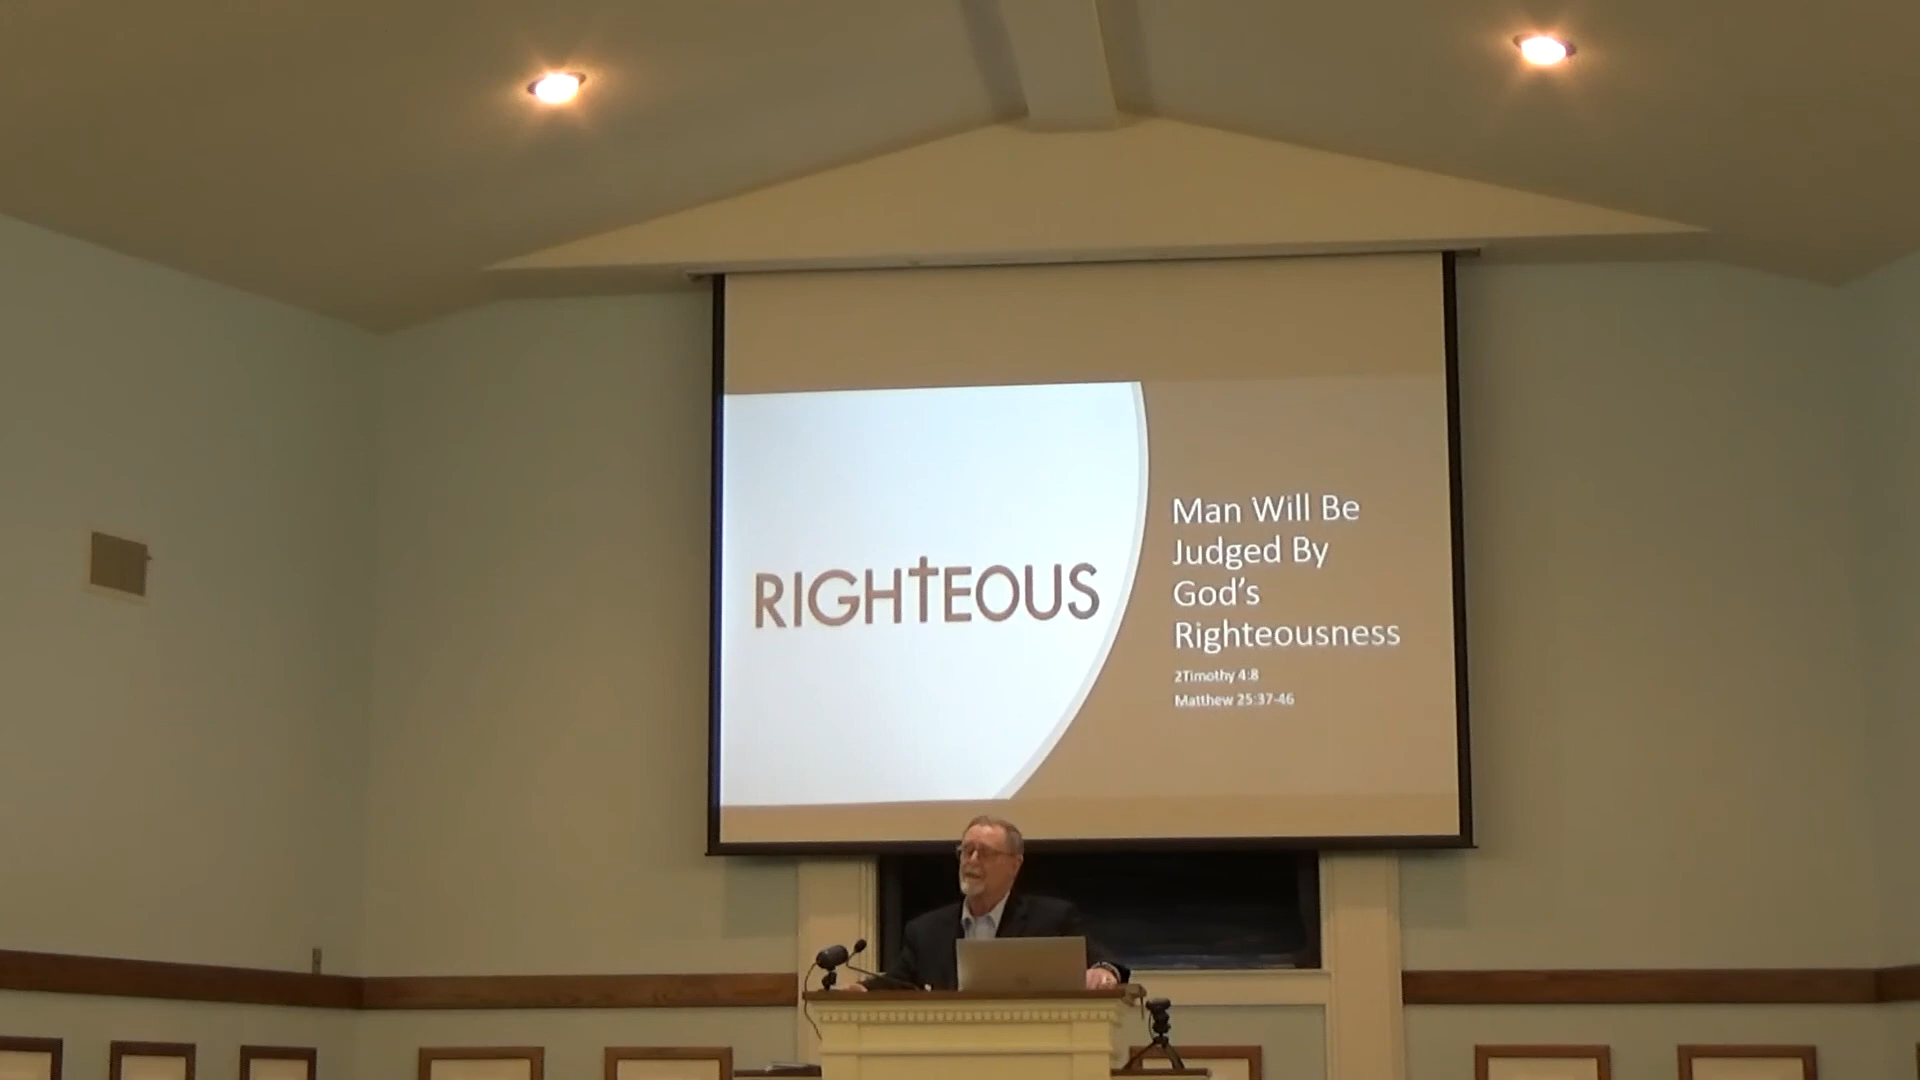 RIGHTEOUS
Man Will Be
Judged By
God's
Righteousness
2Timothy 4:8
Matthew 25:37-46